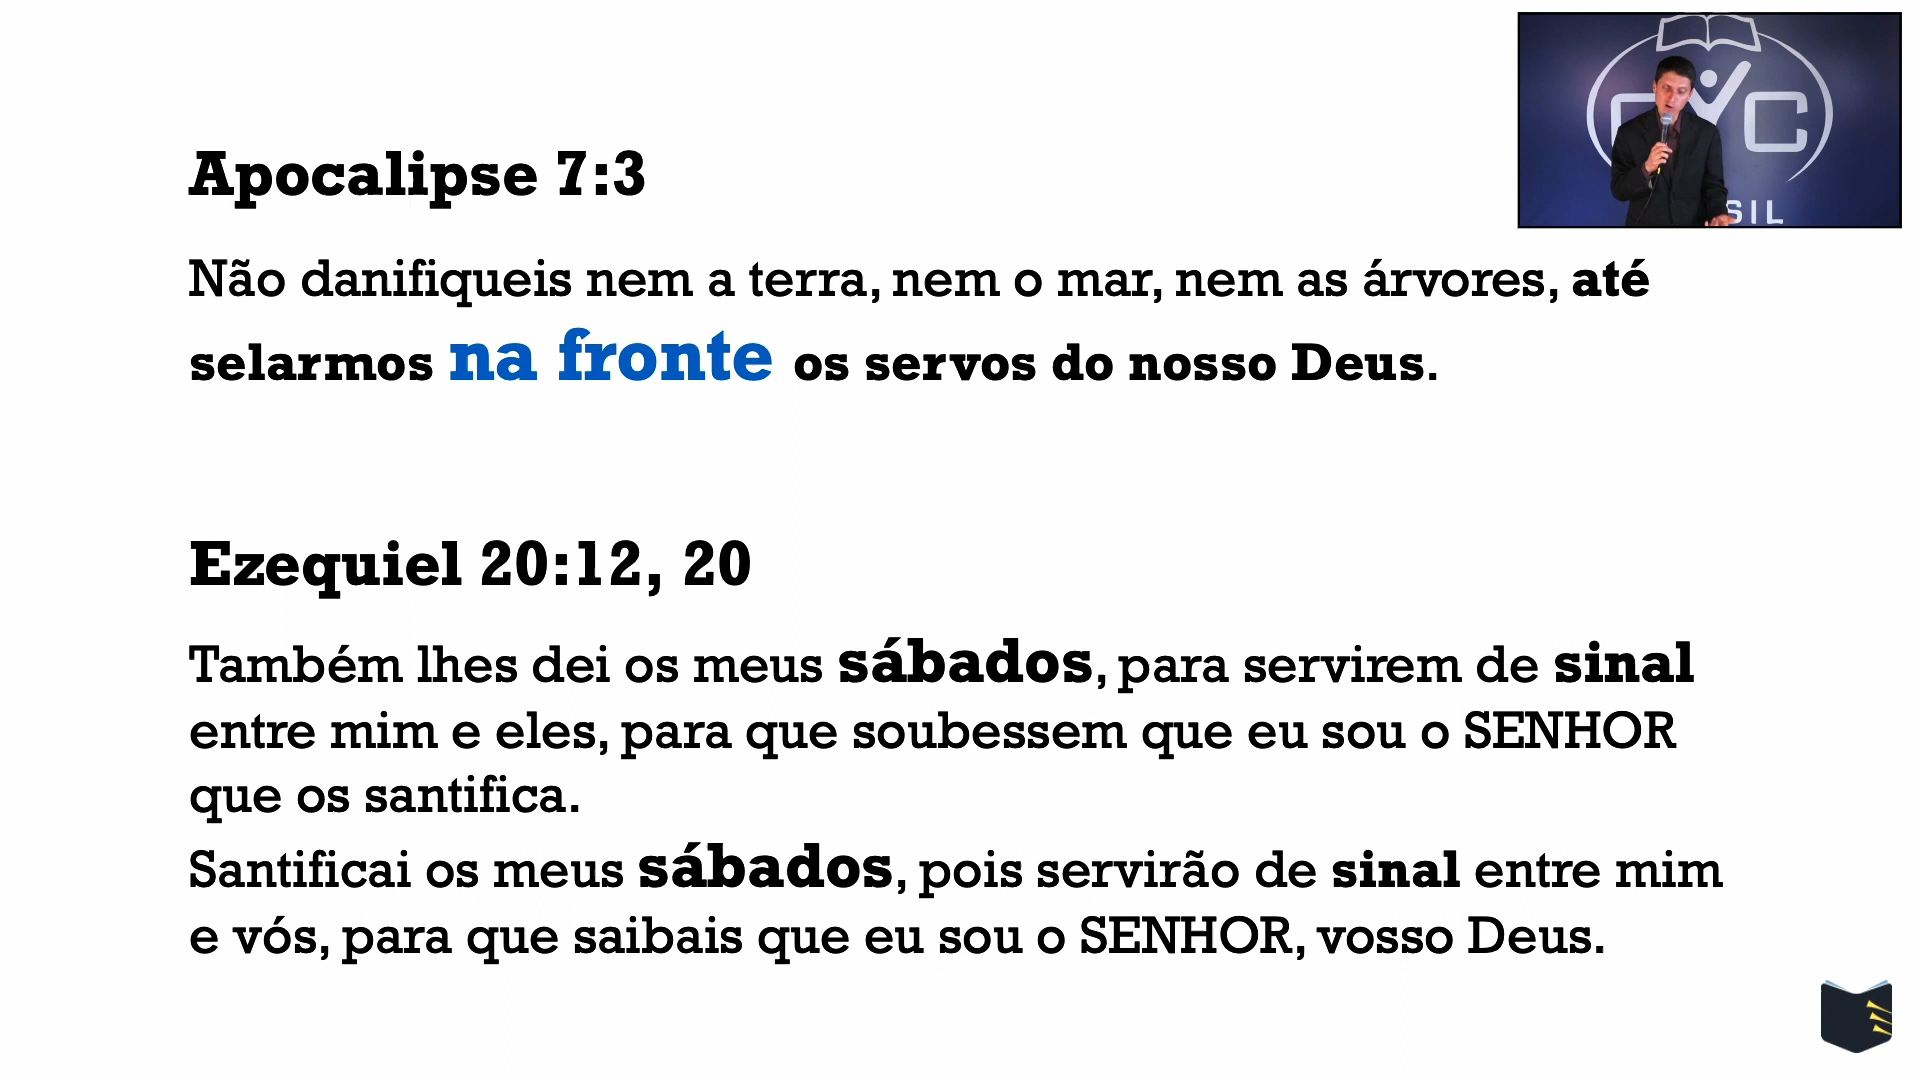 Apocalipse 7:3
Não danifiqueis nem a terra, nem o mar, nem as árvores, até
selarmos na fronte os servos do nosso Deus.
Ezequiel 20:12, 20
Também lhes dei os meus sábados, para servirem de sinal
entre mim e eles, para que soubessem que eu sou o SENHOR
que os santifica.
Santificai os meus sábados, pois servirão de sinal entre mim
e vós, para que saibais que eu sou o SENHOR, vosso Deus.